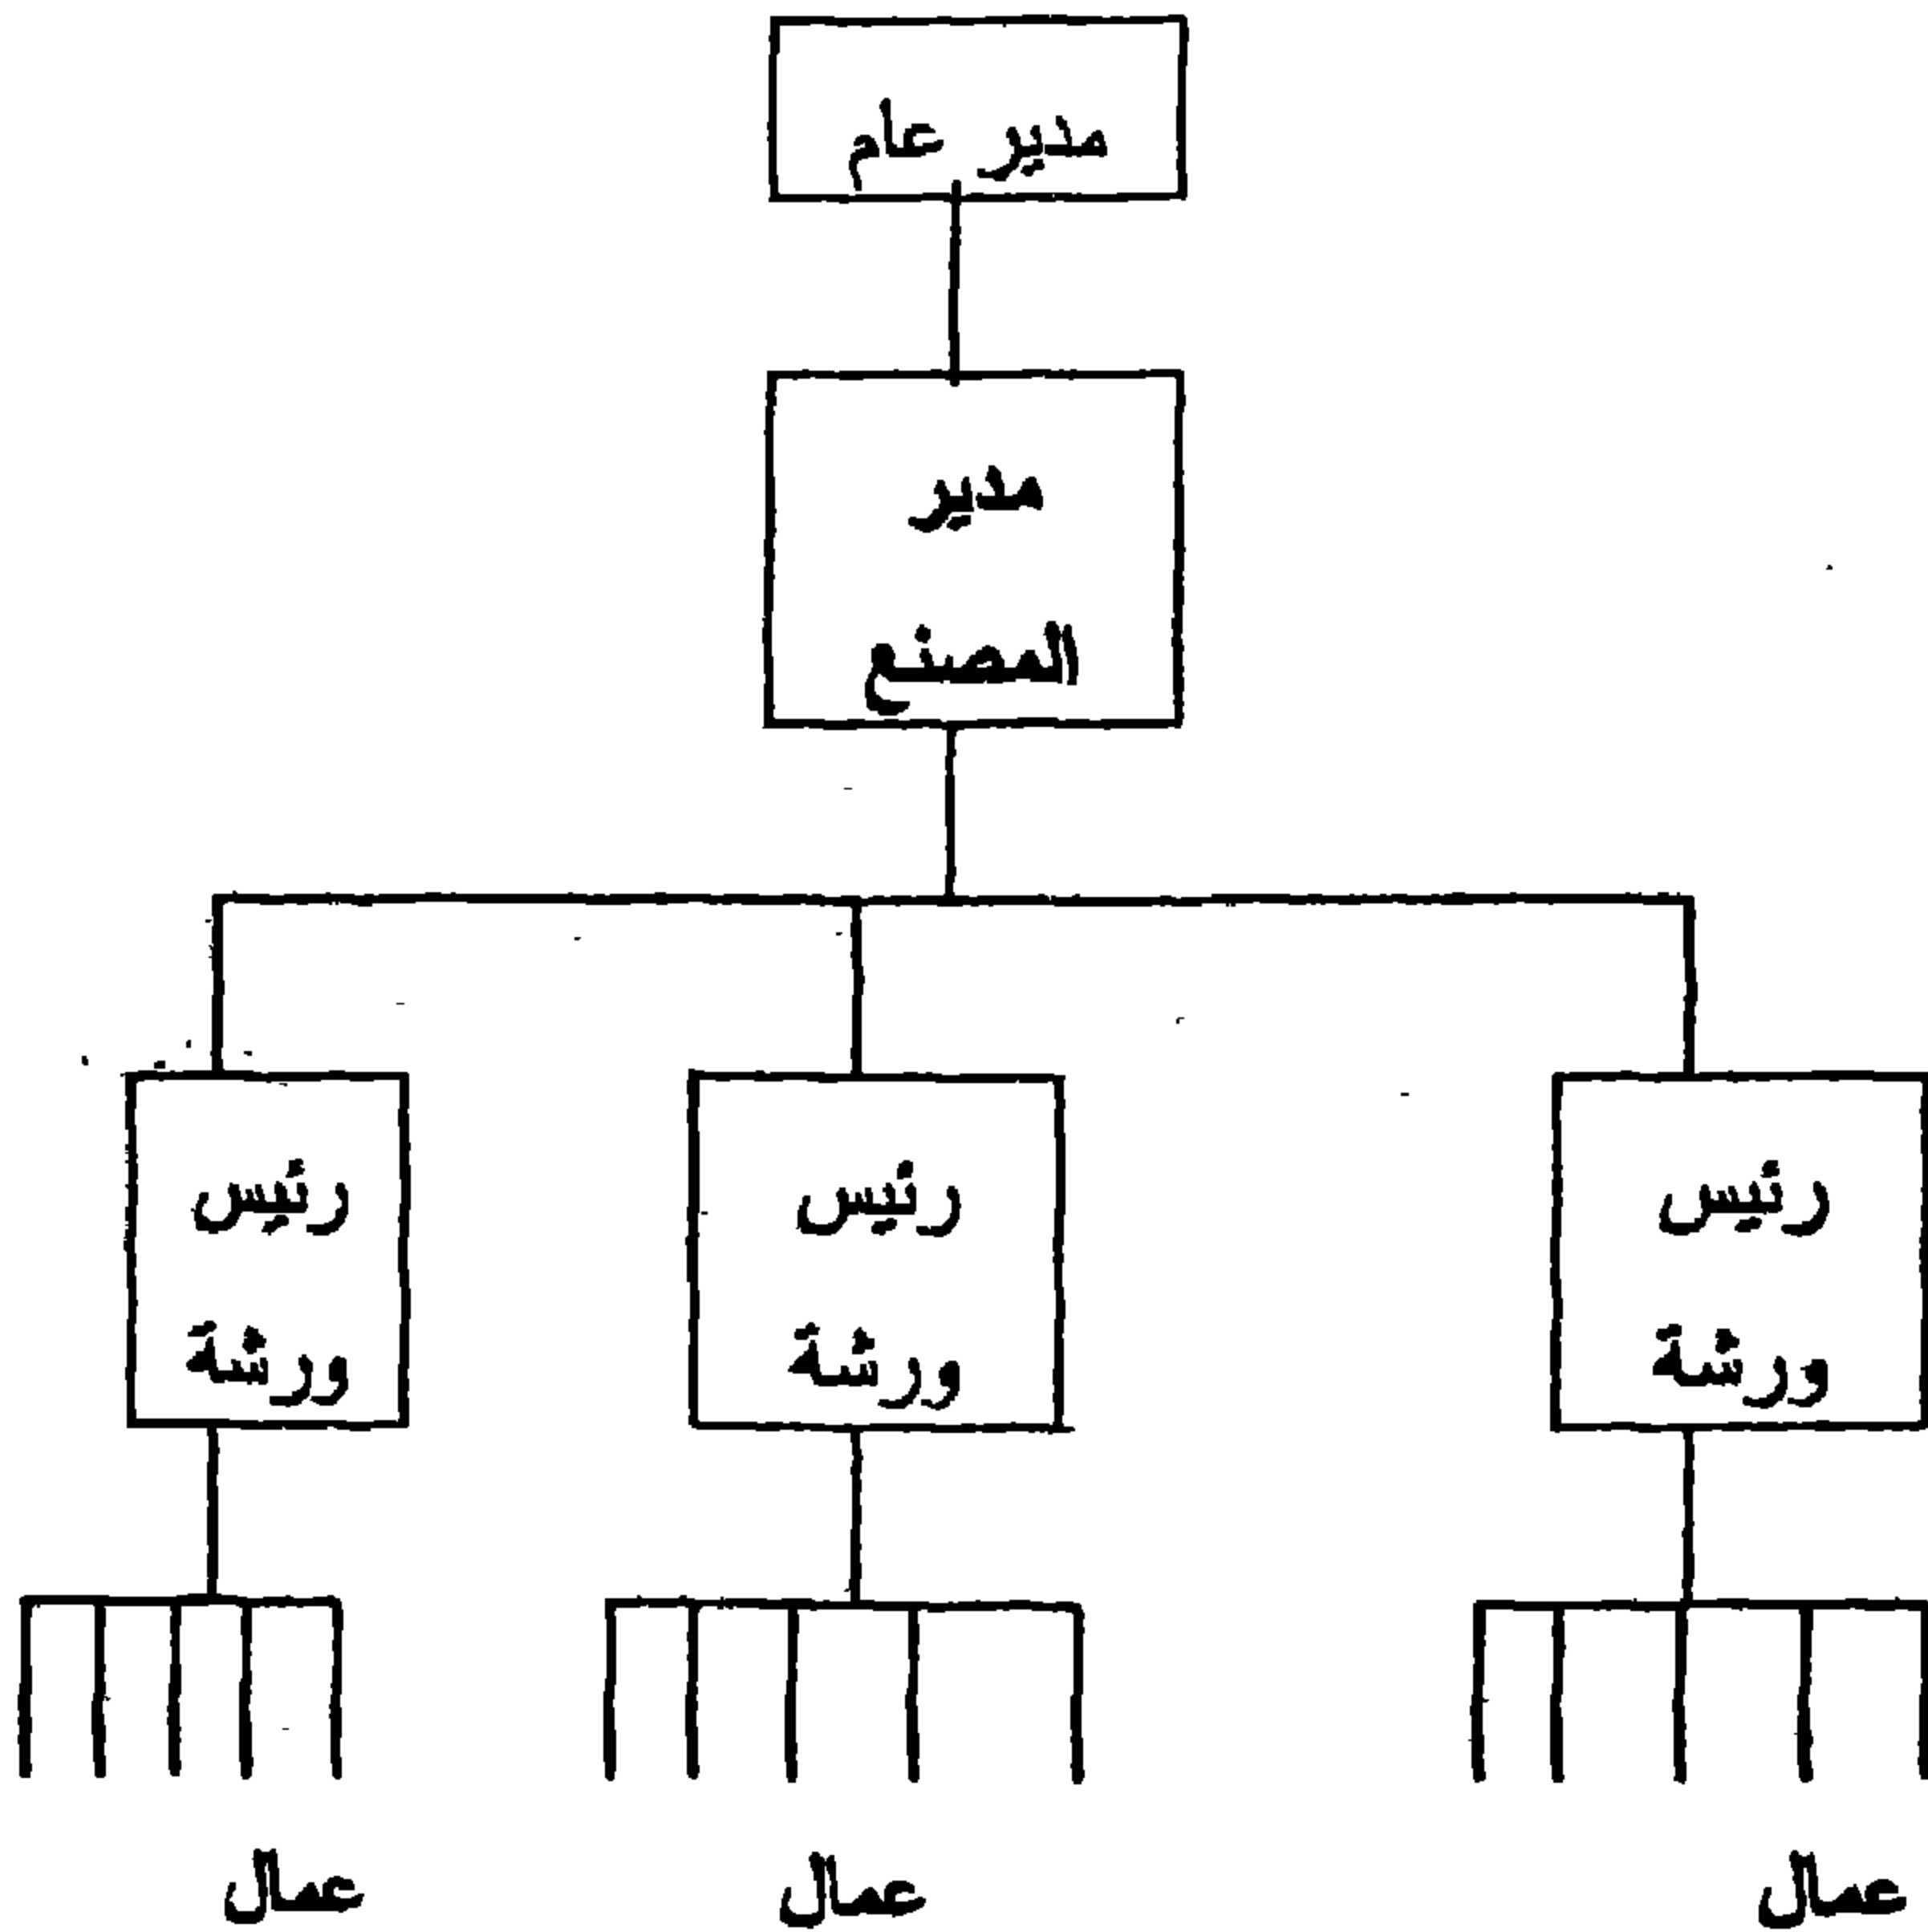 مدير عام
مدير
المصنع
رئيس
ورشة
رئيس
ورشة
رئيس
ورشة
عمال
عمال
عمال